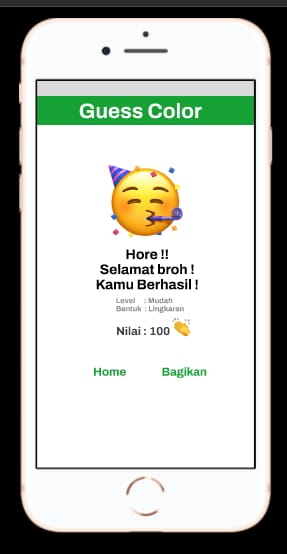 Guess Color
Hore !!
Selamat broh !
Kamu Berhasil !
Level : Mudah
Bentuk : Lingkaran
Nilai : 100 👏
Home Bagikan